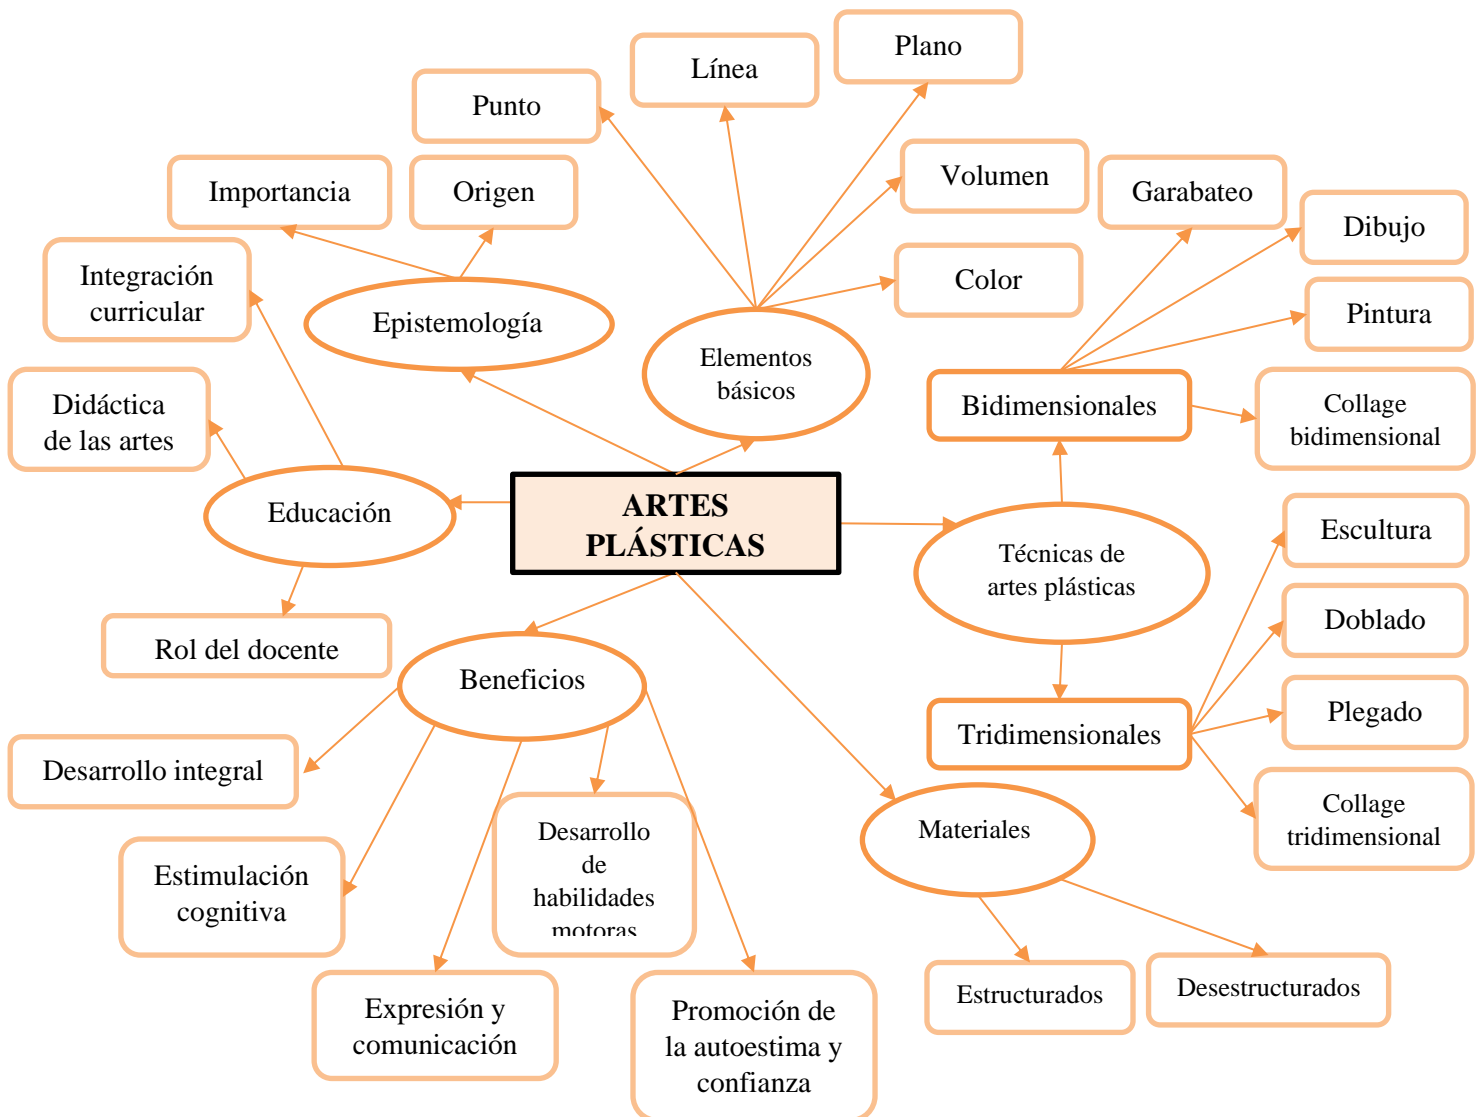 Plano
Línea
Punto
Volumen
Garabateo
Importancia
Origen
Dibujo
Integración
curricular
Color
Epistemología
Pintura
Elementos
básicos
Didáctica
de las artes
Bidimensionales
Collage
bidimensional
Educación
ARTES
PLÁSTICAS
Técnicas de
artes plásticas
Escultura
Doblado
Rol del docente
Beneficios
Plegado
Tridimensionales
Desarrollo integral
Collage
tridimensional
Materiales
Desarrollo
de
habilidades
motoras
Estimulación
cognitiva
Estructurados
Desestructurados
Expresión y
comunicación
Promoción de
la autoestima y
confianza